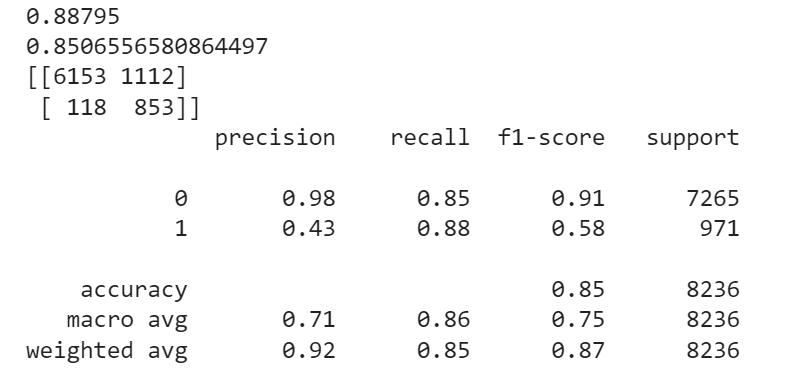 0.88795
0.8506556580864497
[[6153 1112]
 [ 118  853]]
              precision    recall  f1-score   support

           0       0.98      0.85      0.91      7265
           1       0.43      0.88      0.58       971

    accuracy                           0.85      8236
   macro avg       0.71      0.86      0.75      8236
weighted avg       0.92      0.85      0.87      8236